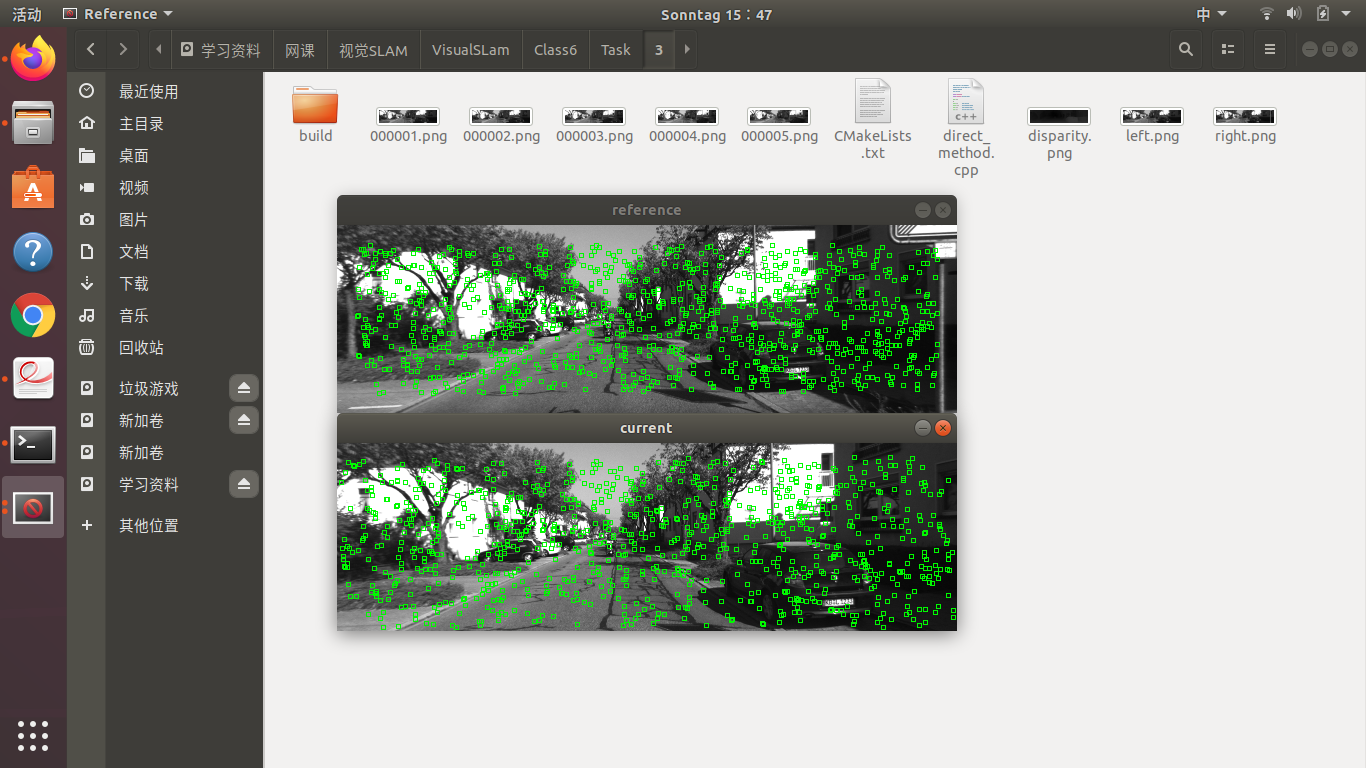 活动 Reference Sonntag 15：47 中
学习资料 网课 视觉SLAM VisualSLam Class6 Task 3
最近使用
主目录
桌面
视频
图片
文档
下载
音乐
回收站
垃圾游戏
新加卷
新加卷
学习资料
其他位置
build
000001.png
000002.png
000003.png
000004.png
000005.png
CMakeLists
.txt
c++
direct_
method.
cpp
disparity.
png
left.png
right.png
reference
current